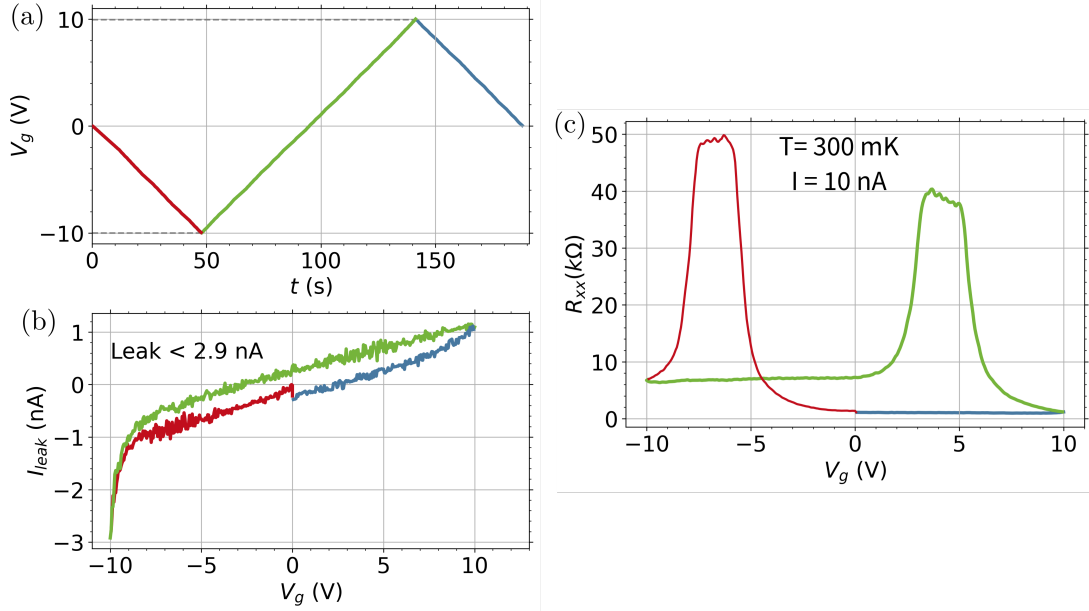 (a)
10
0
−10
V_g (V)
0
50
100
150
t (s)
(b)
Leak < 2.9 nA
1
0
−1
−2
−3
I_leak (nA)
−10
−5
0
5
10
V_g (V)
(c)
T= 300 mK
I = 10 nA
50
40
30
20
10
0
R_xx(kΩ)
−10
−5
0
5
10
V_g (V)